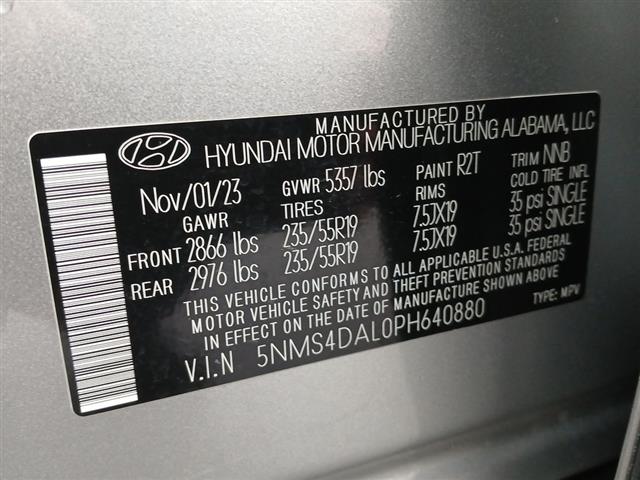 MANUFACTURED BY
HYUNDAI MOTOR MANUFACTURING ALABAMA, LLC
Nov/01/23 GVWR 5357 lbs PAINT R2T TRIM NNB
GAWR TIRES RIMS COLD TIRE INFL
FRONT 2866 lbs 235/55R19 7.5JX19 35 psi SINGLE
REAR 2976 lbs 235/55R19 7.5JX19 35 psi SINGLE
THIS VEHICLE CONFORMS TO ALL APPLICABLE U.S.A. FEDERAL
MOTOR VEHICLE SAFETY AND THEFT PREVENTION STANDARDS
IN EFFECT ON THE DATE OF MANUFACTURE SHOWN ABOVE
V.I.N 5NMS4DAL0PH640880 TYPE: MPV